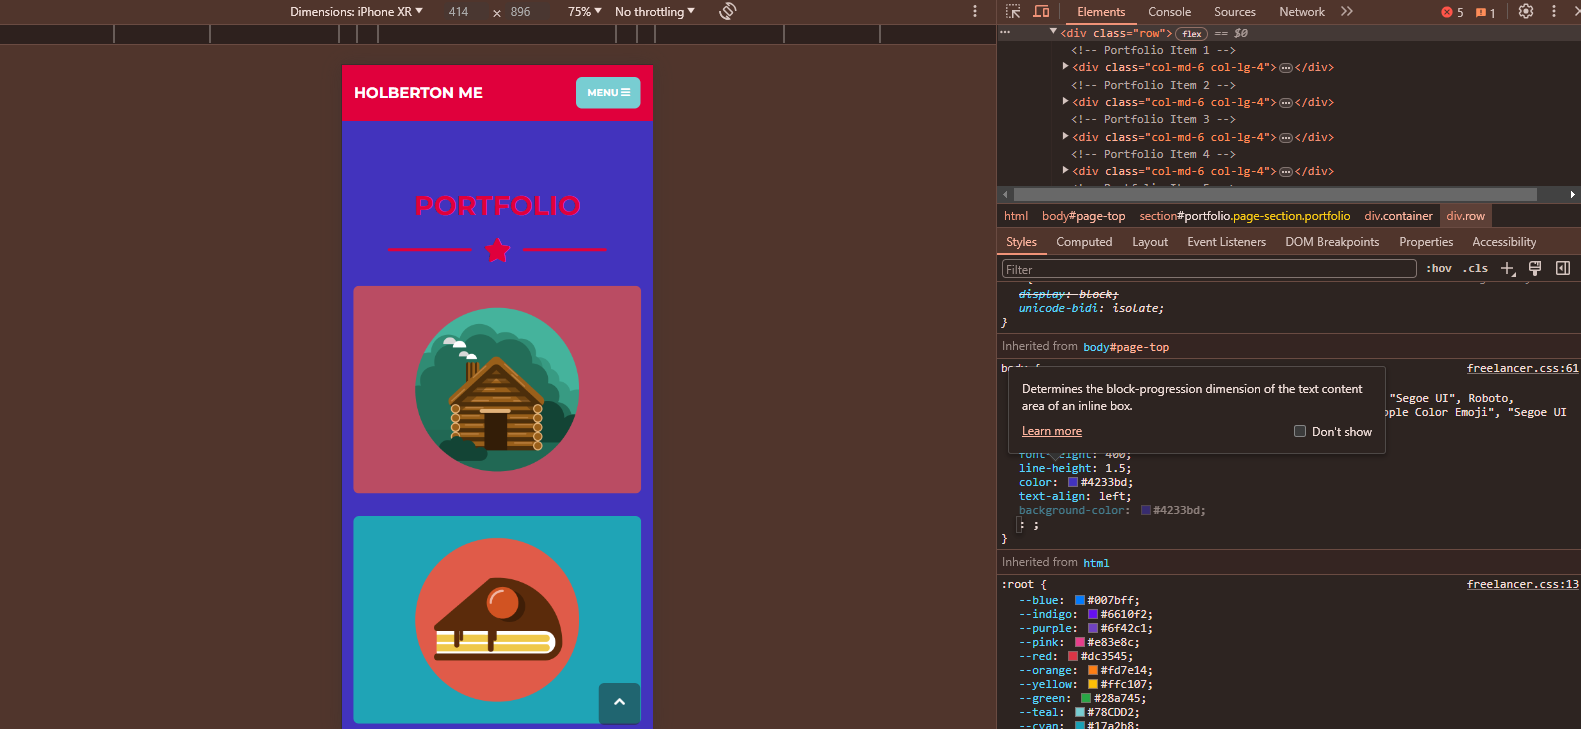 Dimensions: iPhone XR ▼ 414 × 896 75% ▼ No throttling ▼
Elements Console Sources Network 5 1
HOLBERTON ME
MENU
PORTFOLIO
<div class="row"> flex == $0
<!-- Portfolio Item 1 -->
<div class="col-md-6 col-lg-4"> … </div>
<!-- Portfolio Item 2 -->
<div class="col-md-6 col-lg-4"> … </div>
<!-- Portfolio Item 3 -->
<div class="col-md-6 col-lg-4"> … </div>
<!-- Portfolio Item 4 -->
<div class="col-md-6 col-lg-4"> … </div>
html body#page-top section#portfolio.page-section.portfolio div.container div.row
Styles Computed Layout Event Listeners DOM Breakpoints Properties Accessibility
Filter :hov .cls
display: block;
unicode-bidi: isolate;
}
Inherited from body#page-top
freelancer.css:61
Determines the block-progression dimension of the text content
area of an inline box.
Learn more Don't show
"Segoe UI", Roboto,
Color Emoji", "Segoe UI
font-weight: 400;
line-height: 1.5;
color: #4233bd;
text-align: left;
background-color: #4233bd;
: ;
}
Inherited from html
:root { freelancer.css:13
--blue: #007bff;
--indigo: #6610f2;
--purple: #6f42c1;
--pink: #e83e8c;
--red: #dc3545;
--orange: #fd7e14;
--yellow: #ffc107;
--green: #28a745;
--teal: #78CDD2;
--cyan: #17a2b8;